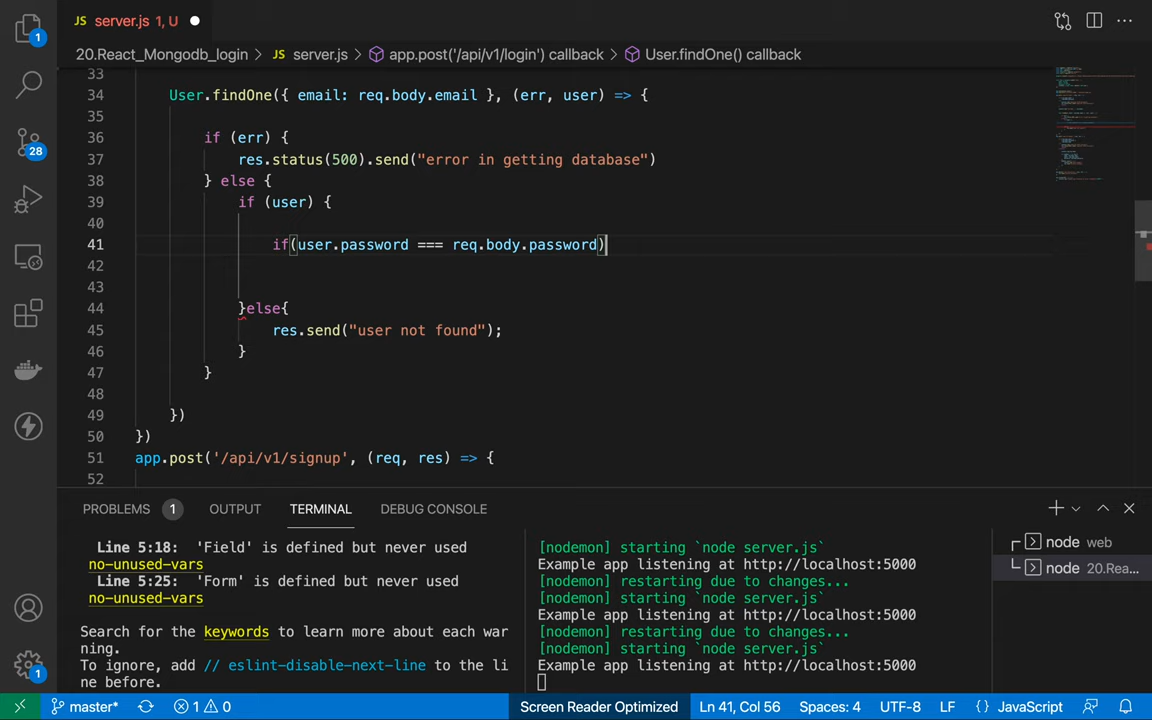 JS server.js 1, U
20.React_Mongodb_login > JS server.js > app.post('/api/v1/login') callback > User.findOne() callback
33
34 User.findOne({ email: req.body.email }, (err, user) => {
35
36 if (err) {
37 res.status(500).send("error in getting database")
38 } else {
39 if (user) {
40
41 if(user.password === req.body.password)
42
43
44 }else{
45 res.send("user not found");
46 }
47 }
48
49 })
50 })
51 app.post('/api/v1/signup', (req, res) => {
52
1
28
1
PROBLEMS 1 OUTPUT TERMINAL DEBUG CONSOLE
Line 5:18: 'Field' is defined but never used
no-unused-vars
Line 5:25: 'Form' is defined but never used
no-unused-vars
Search for the keywords to learn more about each war
ning.
To ignore, add // eslint-disable-next-line to the li
ne before.
[nodemon] starting `node server.js`
Example app listening at http://localhost:5000
[nodemon] restarting due to changes...
[nodemon] starting `node server.js`
Example app listening at http://localhost:5000
[nodemon] restarting due to changes...
[nodemon] starting `node server.js`
Example app listening at http://localhost:5000
node web
node 20.Rea...
master* 1 0 Screen Reader Optimized Ln 41, Col 56 Spaces: 4 UTF-8 LF {} JavaScript